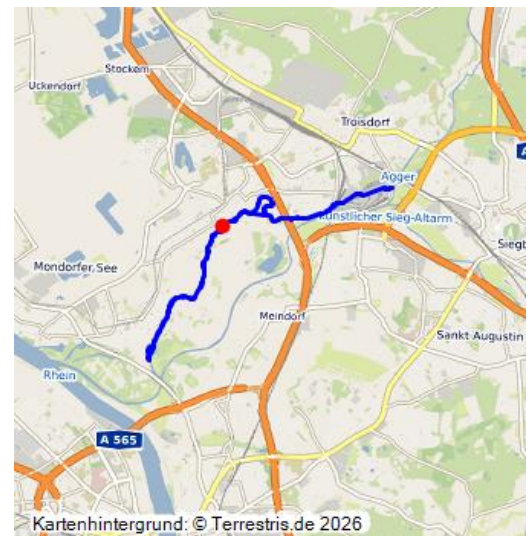 Stockem
Uckendorf
Troisdorf
Agger
A
Künstlicher Sieg-Altarm
Siegb
Mondorfer See
Meindorf
Sankt Augustin
Rhein
A 565
Kartenhintergrund: © Terrestris.de 2026